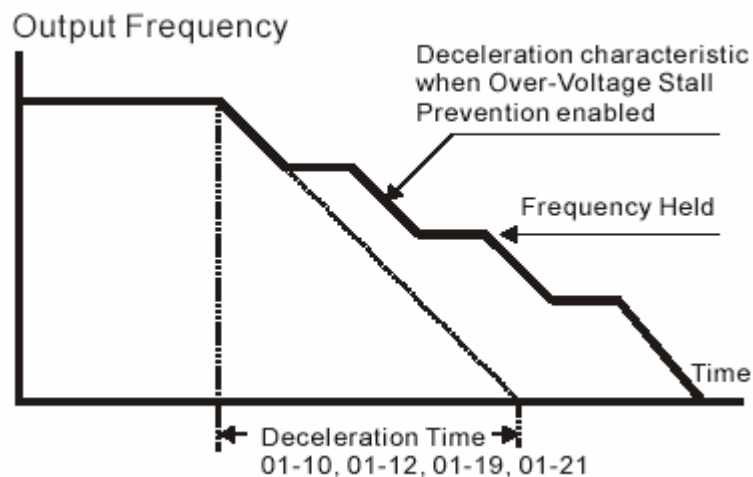 Output Frequency
Deceleration characteristic
when Over-Voltage Stall
Prevention enabled
Frequency Held
Time
Deceleration Time
01-10, 01-12, 01-19, 01-21